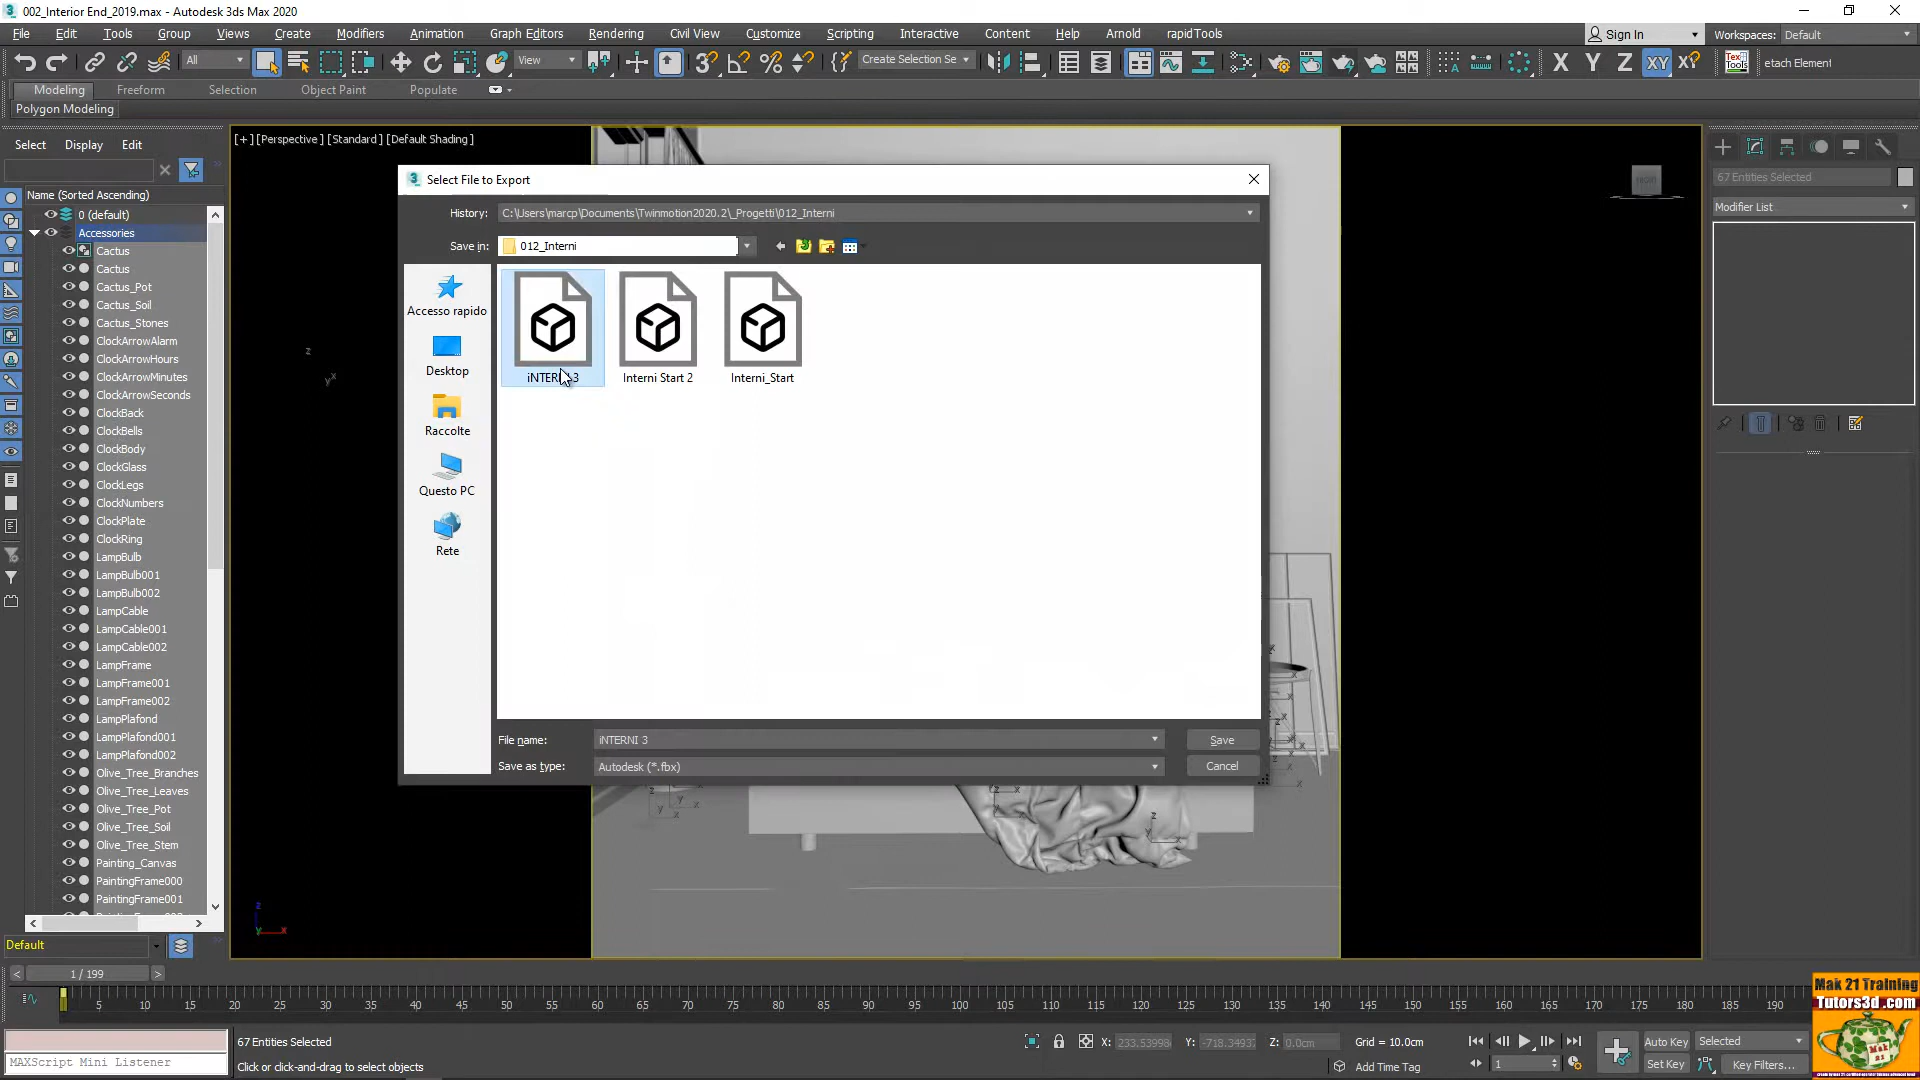 002_Interior End_2019.max - Autodesk 3ds Max 2020
File Edit Tools Group Views Create Modifiers Animation Graph Editors Rendering Civil View Customize Scripting Interactive Content Help Arnold rapidTools Sign In Workspaces: Default
All View Create Selection Se X Y Z XY etach Element
Modeling Freeform Selection Object Paint Populate
Polygon Modeling
Select Display Edit
[+] [Perspective] [Standard] [Default Shading]
Name (Sorted Ascending)
0 (default)
Accessories
Cactus
Cactus
Cactus_Pot
Cactus_Soil
Cactus_Stones
ClockArrowAlarm
ClockArrowHours
ClockArrowMinutes
ClockArrowSeconds
ClockBack
ClockBells
ClockBody
ClockGlass
ClockLegs
ClockNumbers
ClockPlate
ClockRing
LampBulb
LampBulb001
LampBulb002
LampCable
LampCable001
LampCable002
LampFrame
LampFrame001
LampFrame002
LampPlafond
LampPlafond001
LampPlafond002
Olive_Tree_Branches
Olive_Tree_Leaves
Olive_Tree_Pot
Olive_Tree_Soil
Olive_Tree_Stem
Painting_Canvas
PaintingFrame000
PaintingFrame001
Select File to Export
History: C:\Users\marcp\Documents\Twinmotion2020.2\_Progetti\012_Interni
Save in: 012_Interni
Accesso rapido
Desktop
Raccolte
Questo PC
Rete
Interni Start 2
Interni_Start
File name: iNTERNI 3 Save
Save as type: Autodesk (*.fbx) Cancel
67 Entities Selected
Modifier List
Default
< 1 / 199 >
5 10 15 20 25 30 35 40 45 50 55 60 65 70 75 80 85 90 95 100 105 110 115 120 125 130 135 140 145 150 155 160 165 170 175 180 185 190
67 Entities Selected
MAXScript Mini Listener
Click or click-and-drag to select objects
X: 233.53998 Y: -718.34937 Z: 0.0cm Grid = 10.0cm
Add Time Tag
1
Auto Key Selected
Set Key Key Filters...
Mak 21 Training
Tutors3d .com